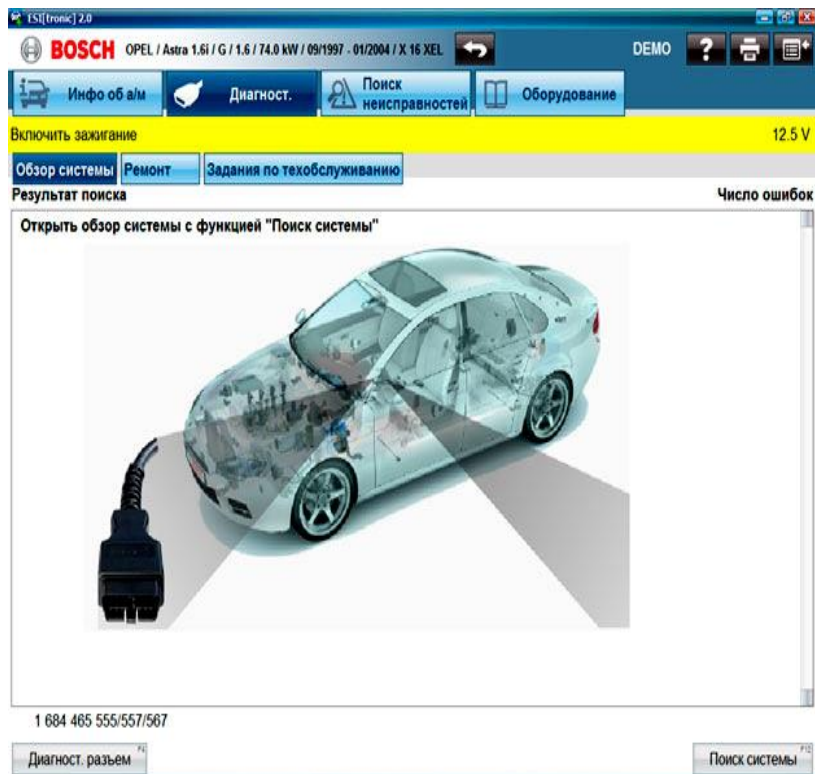 ESI[tronic] 2.0
BOSCH OPEL / Astra 1.6i / G / 1.6 / 74.0 kW / 09/1997 - 01/2004 / X 16 XEL DEMO ?
Инфо об а/м Диагност. Поиск неисправностей Оборудование
Включить зажигание 12.5 V
Обзор системы Ремонт Задания по техобслуживанию
Результат поиска Число ошибок
Открыть обзор системы с функцией "Поиск системы"
1 684 465 555/557/567
Диагност. разъем F4 Поиск системы F12